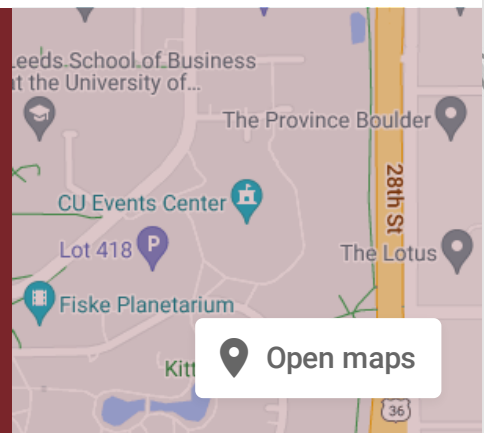 Leeds School of Business
at the University of...
The Province Boulder
28th St
CU Events Center
P
Lot 418
The Lotus
Fiske Planetarium
Kitt
Open maps
36